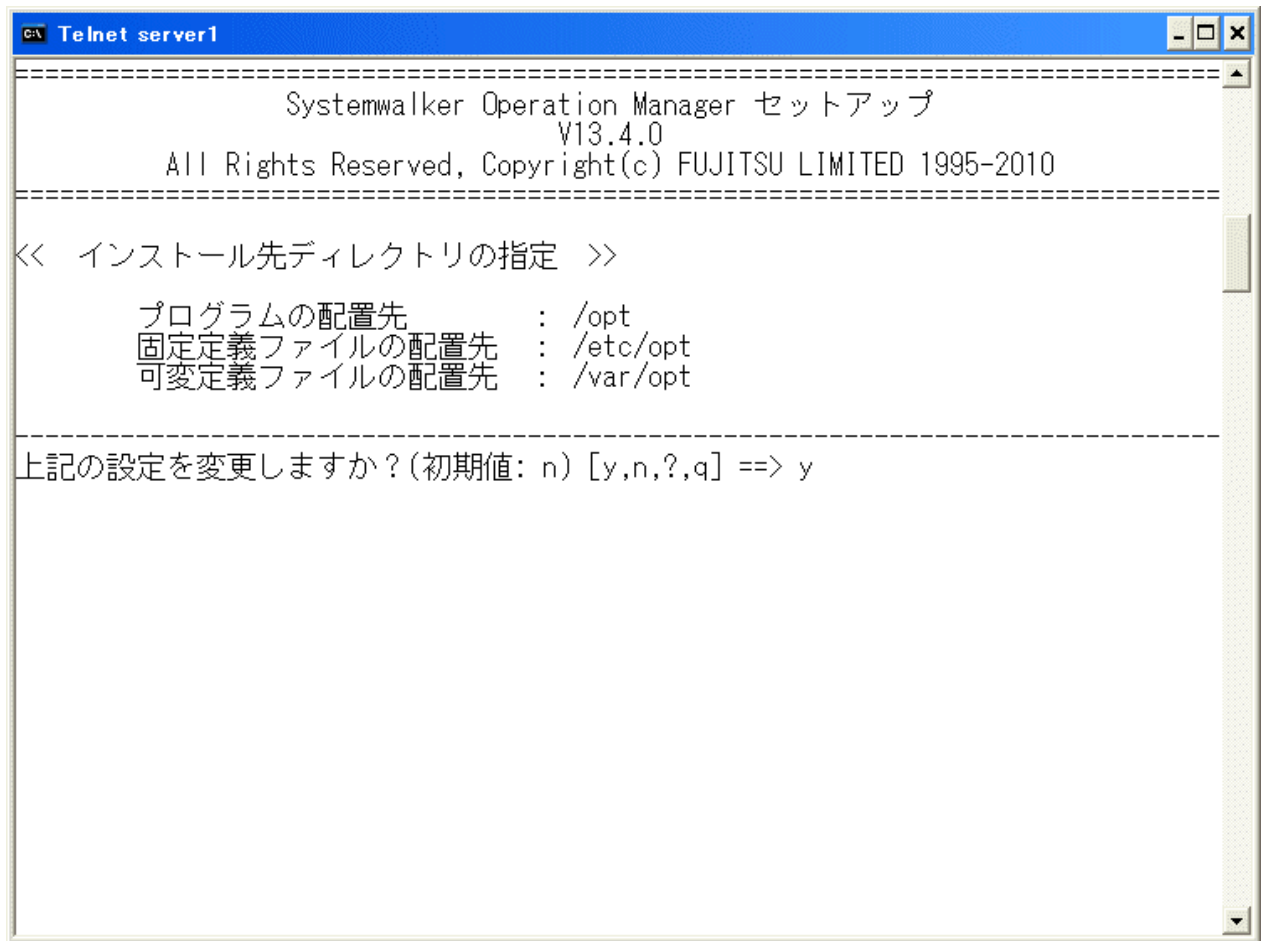 Telnet server1
================================================================================
Systemwalker Operation Manager セットアップ
V13.4.0
All Rights Reserved, Copyright(c) FUJITSU LIMITED 1995-2010
================================================================================
<< インストール先ディレクトリの指定 >>
プログラムの配置先 : /opt
固定定義ファイルの配置先 : /etc/opt
可変定義ファイルの配置先 : /var/opt
--------------------------------------------------------------------------------
上記の設定を変更しますか？(初期値: n) [y,n,?,q] ==> y